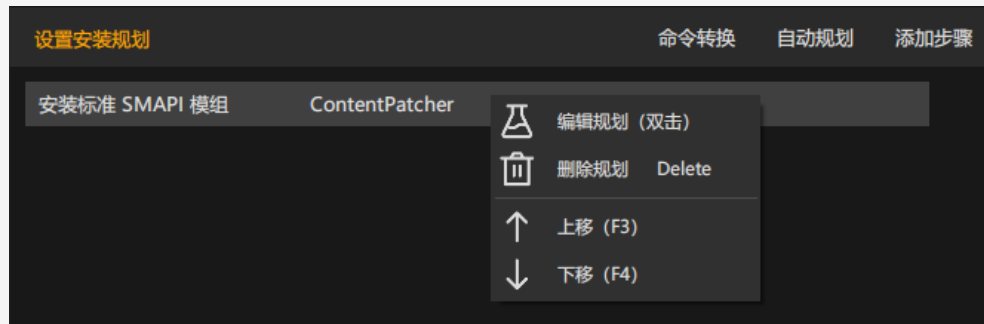 设置安装规划 命令转换 自动规划 添加步骤
安装标准 SMAPI 模组 ContentPatcher
编辑规划（双击）
删除规划 Delete
上移（F3）
下移（F4）